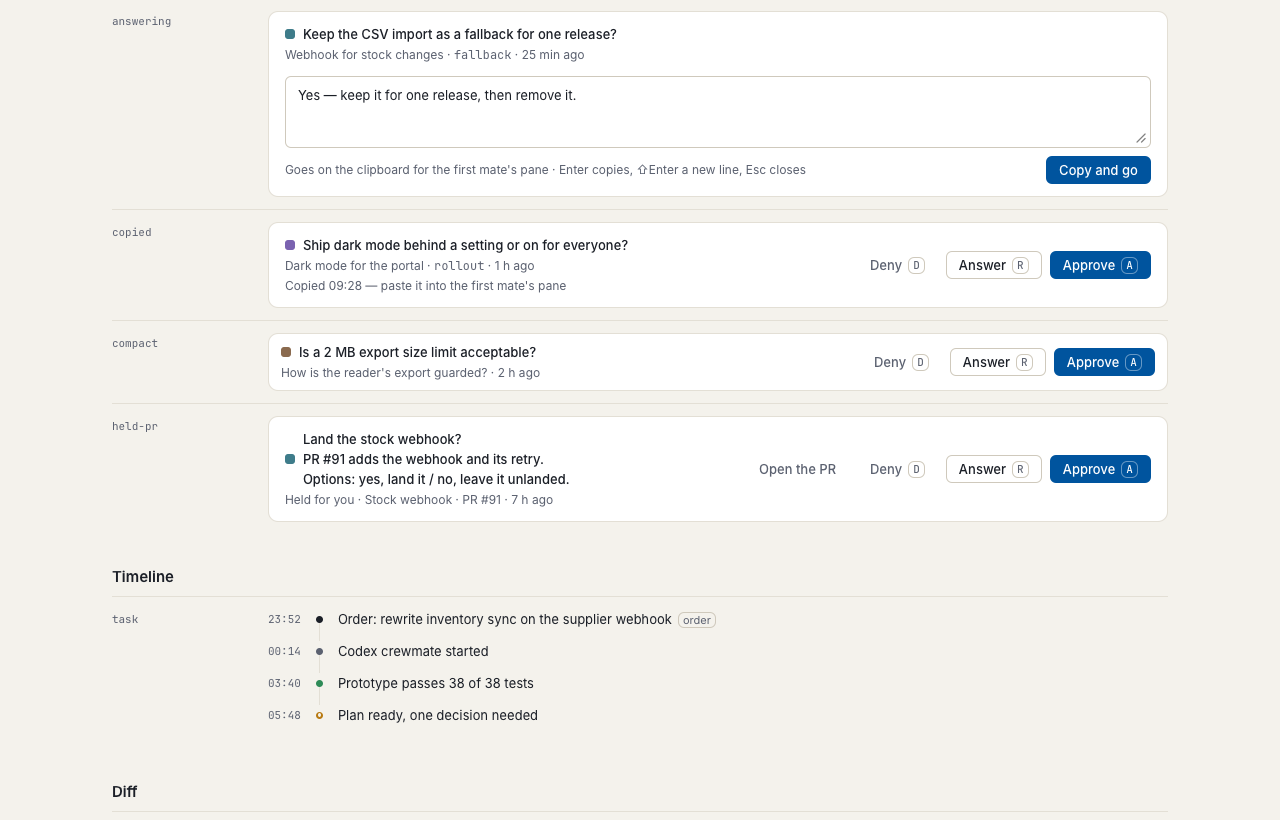 answering
Keep the CSV import as a fallback for one release?
Webhook for stock changes · fallback · 25 min ago
Yes — keep it for one release, then remove it.
Goes on the clipboard for the first mate's pane · Enter copies, ⇧Enter a new line, Esc closes
Copy and go
copied
Ship dark mode behind a setting or on for everyone?
Dark mode for the portal · rollout · 1 h ago
Copied 09:28 — paste it into the first mate's pane
Deny D
Answer R
Approve A
compact
Is a 2 MB export size limit acceptable?
How is the reader's export guarded? · 2 h ago
Deny D
Answer R
Approve A
held-pr
Land the stock webhook?
PR #91 adds the webhook and its retry.
Options: yes, land it / no, leave it unlanded.
Held for you · Stock webhook · PR #91 · 7 h ago
Open the PR
Deny D
Answer R
Approve A
Timeline
task
23:52 Order: rewrite inventory sync on the supplier webhook order
00:14 Codex crewmate started
03:40 Prototype passes 38 of 38 tests
05:48 Plan ready, one decision needed
Diff